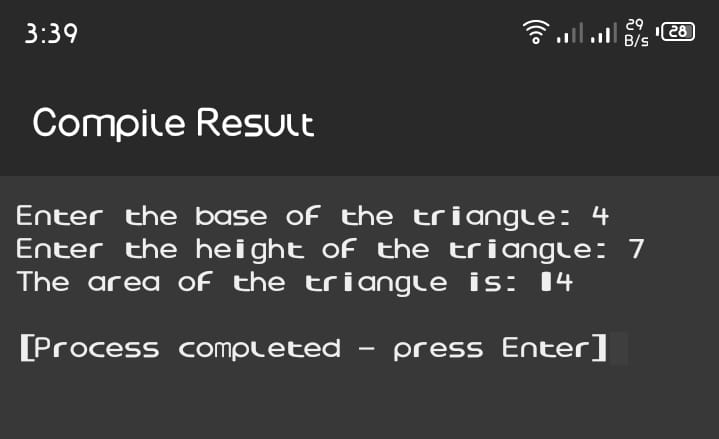 3:39
29 B/s 28
Compile Result
Enter the base of the triangle: 4
Enter the height of the triangle: 7
The area of the triangle is: 14
[Process completed - press Enter]